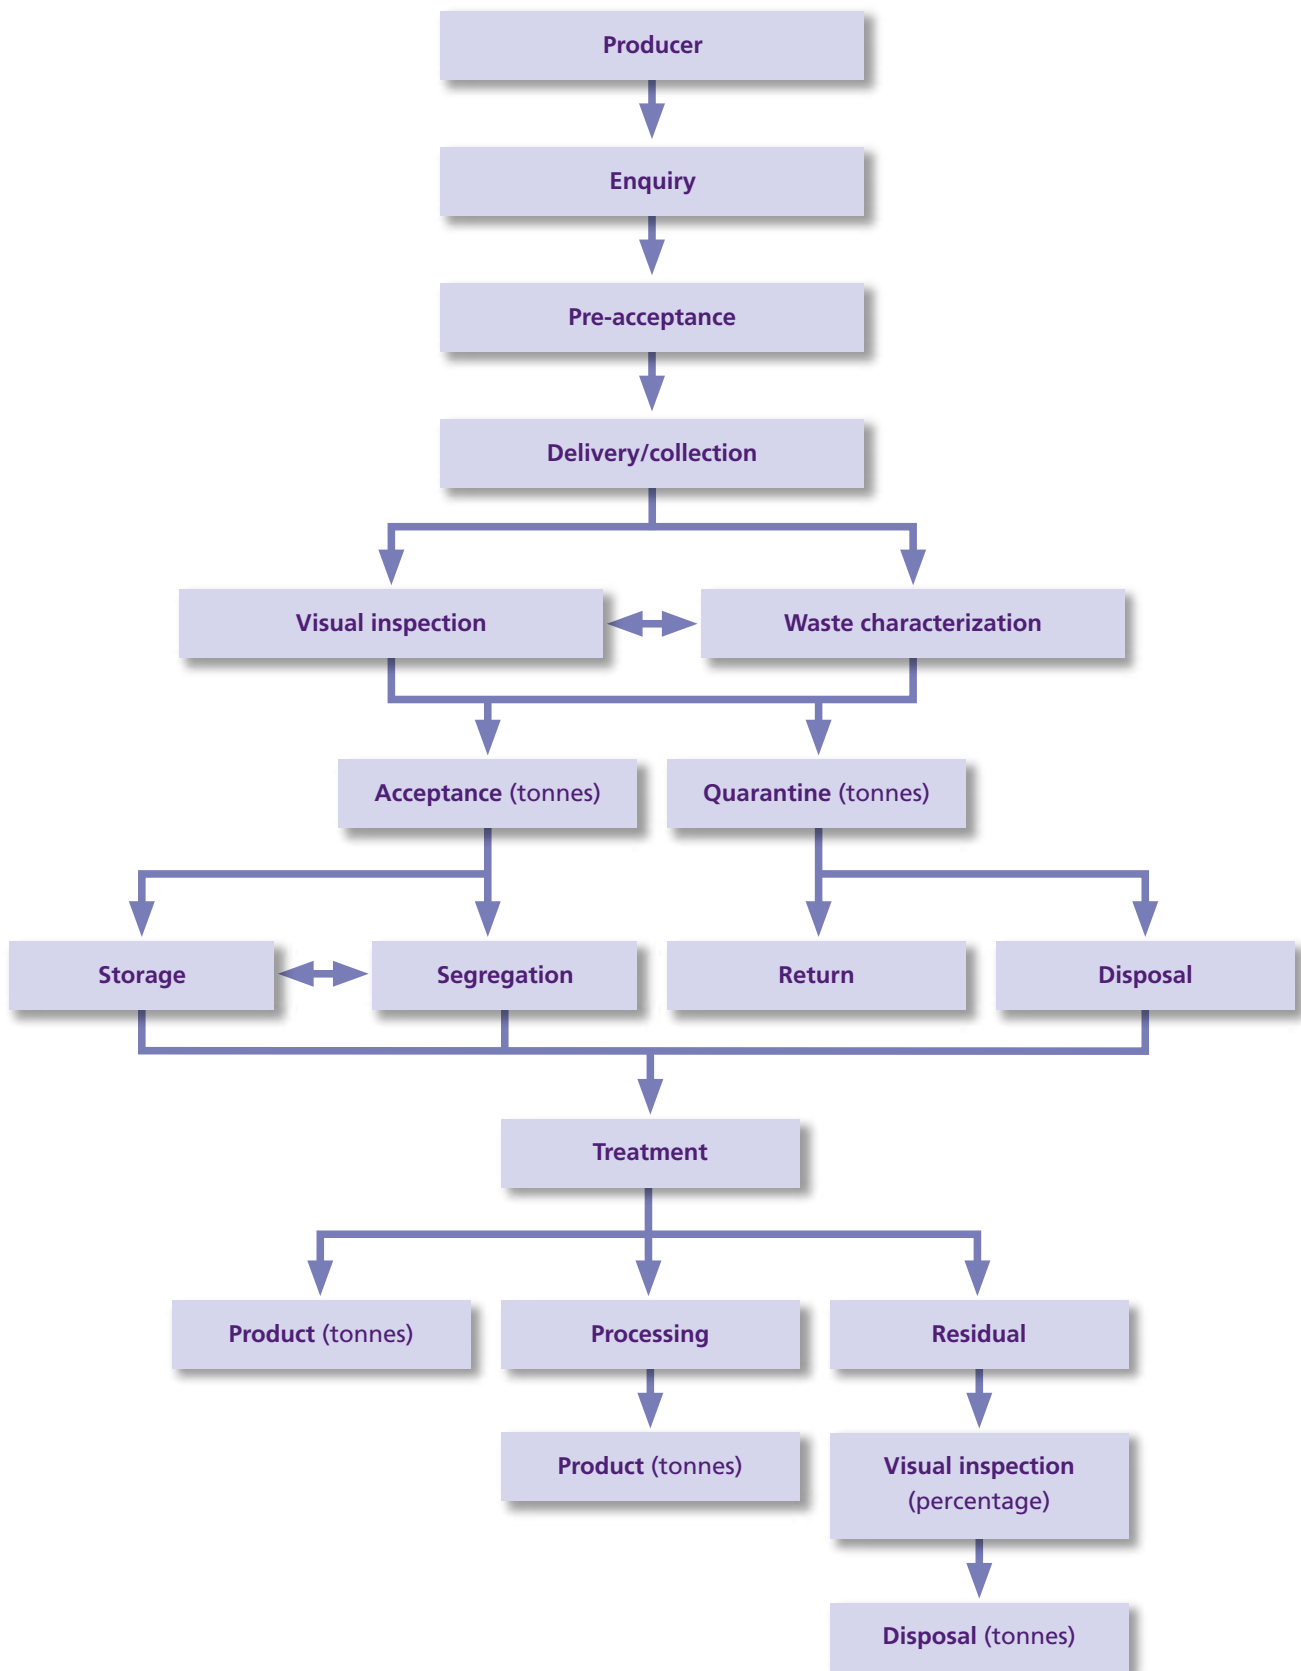 Producer
Enquiry
Pre-acceptance
Delivery/collection
Visual inspection
Waste characterization
Acceptance (tonnes)
Quarantine (tonnes)
Storage
Segregation
Return
Disposal
Treatment
Product (tonnes)
Processing
Residual
Product (tonnes)
Visual inspection
(percentage)
Disposal (tonnes)